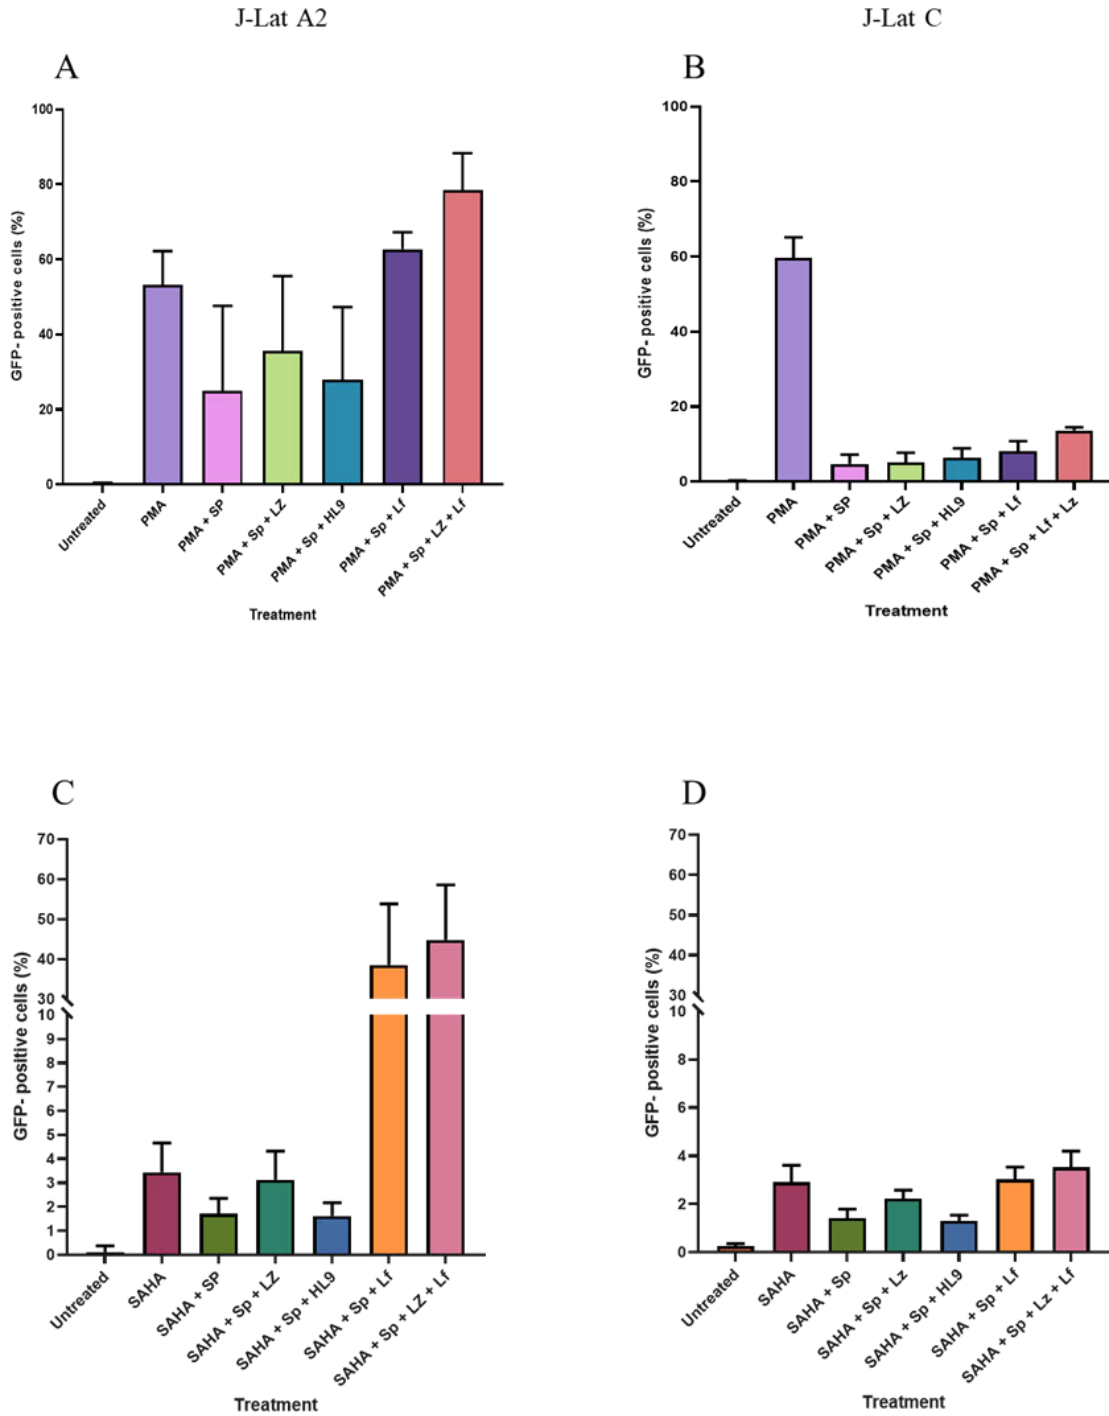 J-Lat A2
J-Lat C
A
GFP- positive cells (%)
100
80
60
40
20
0
Untreated
PMA
PMA + SP
PMA + Sp + LZ
PMA + Sp + HL9
PMA + Sp + Lf
PMA + Sp + LZ + Lf
Treatment
B
GFP- positive cells (%)
100
80
60
40
20
0
Untreated
PMA
PMA + SP
PMA + Sp + LZ
PMA + Sp + HL9
PMA + Sp + Lf
PMA + Sp + Lf + Lz
Treatment
C
GFP- positive cells (%)
70
60
50
40
30
10
9
8
7
6
5
4
3
2
1
0
Untreated
SAHA
SAHA + SP
SAHA + Sp + LZ
SAHA + Sp + HL9
SAHA + Sp + Lf
SAHA + Sp + LZ + Lf
Treatment
D
GFP- positive cells (%)
70
60
50
40
30
10
8
6
4
2
0
Untreated
SAHA
SAHA + Sp
SAHA + Sp + Lz
SAHA + Sp + HL9
SAHA + Sp + Lf
SAHA + Sp + Lz + Lf
Treatment